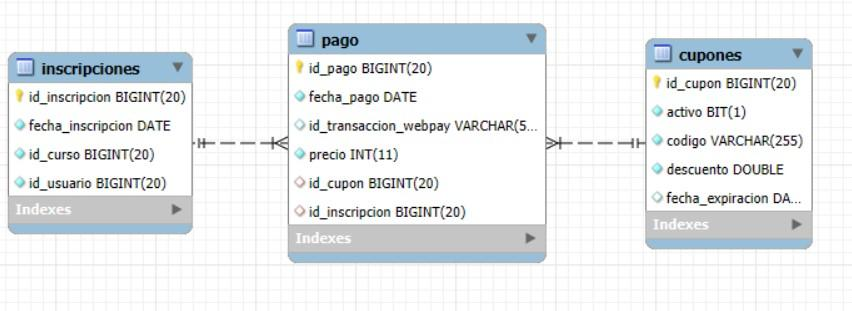 inscripciones
id_inscripcion BIGINT(20)
fecha_inscripcion DATE
id_curso BIGINT(20)
id_usuario BIGINT(20)
Indexes
pago
id_pago BIGINT(20)
fecha_pago DATE
id_transaccion_webpay VARCHAR(5...
precio INT(11)
id_cupon BIGINT(20)
id_inscripcion BIGINT(20)
Indexes
cupones
id_cupon BIGINT(20)
activo BIT(1)
codigo VARCHAR(255)
descuento DOUBLE
fecha_expiracion DA...
Indexes